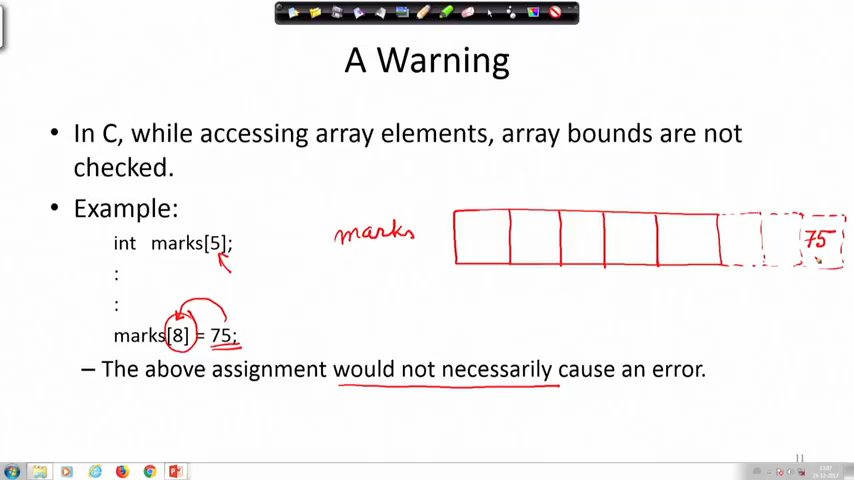 A Warning
• In C, while accessing array elements, array bounds are not
checked.
• Example:
int marks[5];
:
:
marks[8] = 75;
– The above assignment would not necessarily cause an error.
marks
75
11